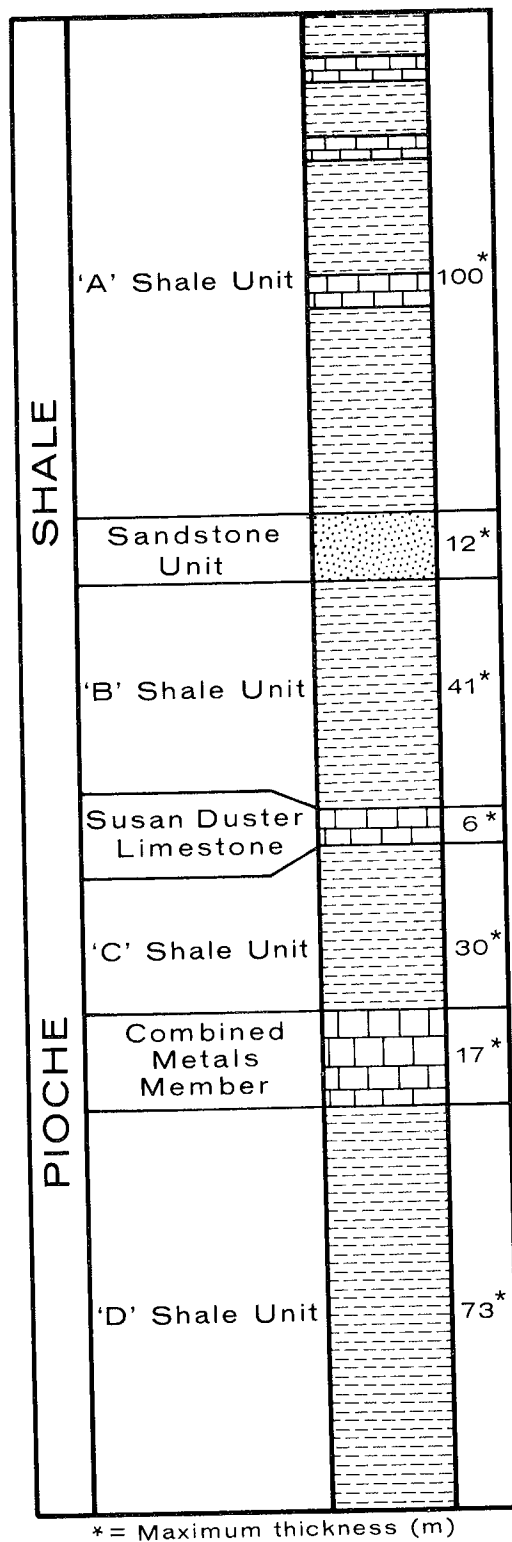 PIOCHE SHALE
'A' Shale Unit
100*
Sandstone
Unit
12*
'B' Shale Unit
41*
Susan Duster
Limestone
6*
'C' Shale Unit
30*
Combined
Metals
Member
17*
'D' Shale Unit
73*
*= Maximum thickness (m)